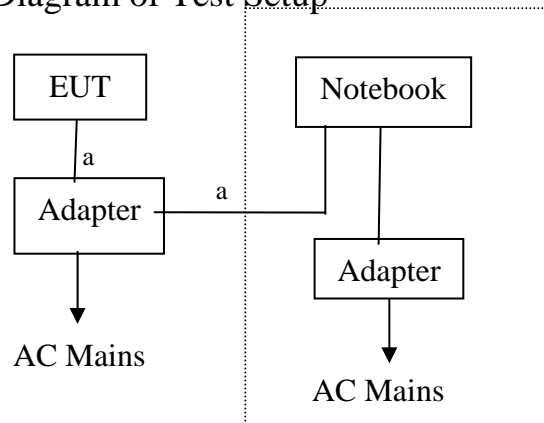 Diagram of Test Setup
EUT
Notebook
a
a
Adapter
Adapter
AC Mains
AC Mains